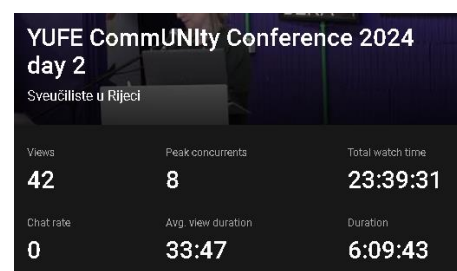 YUFE CommUNIty Conference 2024
day 2
Sveučiliste u Rijeci
Views Peak concurrents Total watch time
42 8 23:39:31
Chat rate Avg. view duration Duration
0 33:47 6:09:43